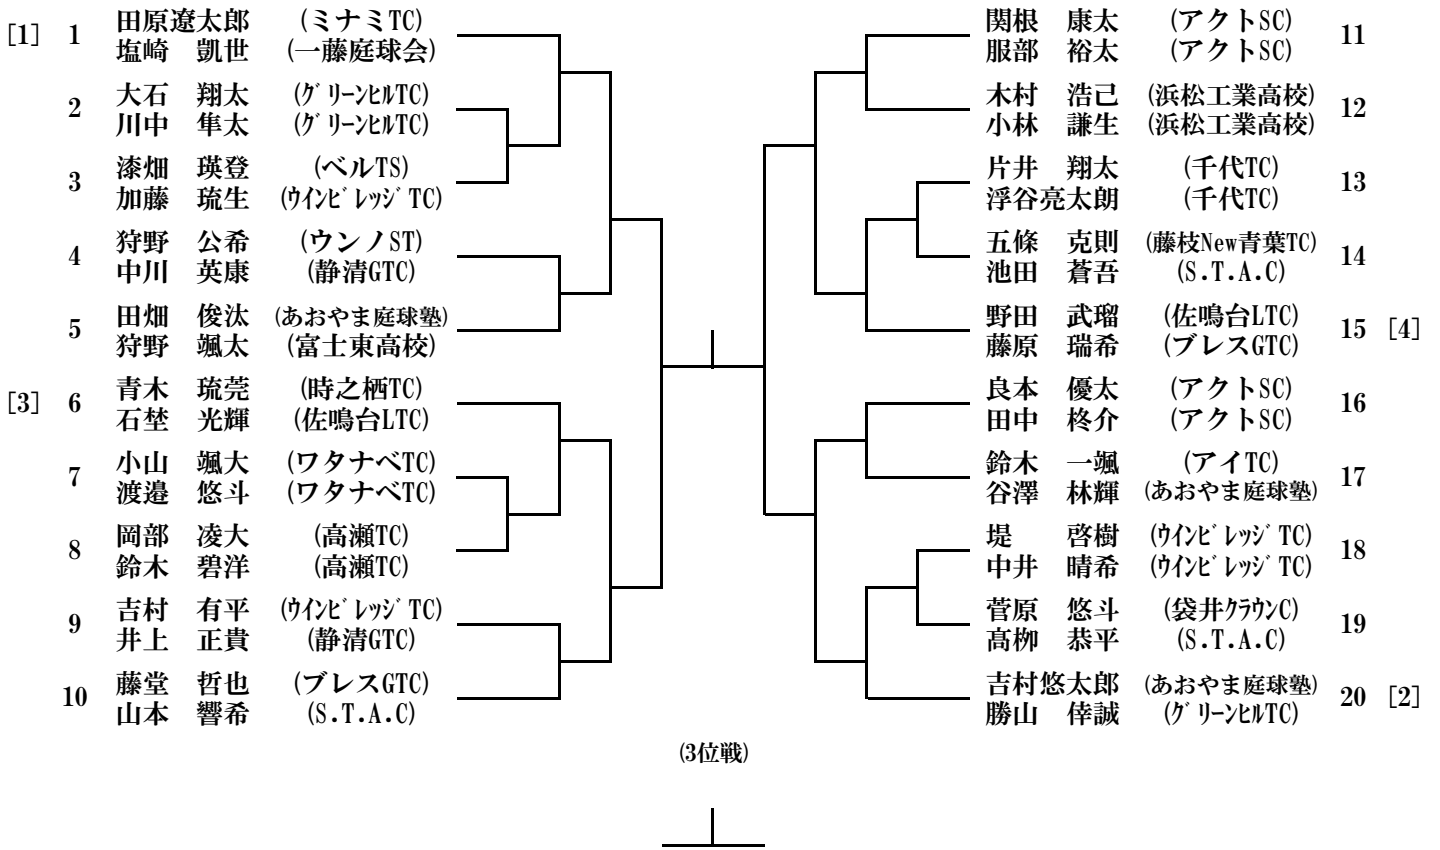 [1] 1 田原遼太郎 (ミナミTC)
塩崎 凱世 (一藤庭球会)
2 大石 翔太 (グリーンヒルTC)
川中 隼太 (グリーンヒルTC)
3 漆畑 瑛登 (ベルTS)
加藤 琉生 (ウインビレッジTC)
4 狩野 公希 (ウンノST)
中川 英康 (静清GTC)
5 田畑 俊汰 (あおやま庭球塾)
狩野 颯太 (富士東高校)
[3] 6 青木 琉莞 (時之栖TC)
石埜 光輝 (佐鳴台LTC)
7 小山 颯大 (ワタナベTC)
渡邉 悠斗 (ワタナベTC)
8 岡部 凌大 (高瀬TC)
鈴木 碧洋 (高瀬TC)
9 吉村 有平 (ウインビレッジTC)
井上 正貴 (静清GTC)
10 藤堂 哲也 (ブレスGTC)
山本 響希 (S.T.A.C)
関根 康太 (アクトSC) 11
服部 裕太 (アクトSC)
木村 浩己 (浜松工業高校) 12
小林 謙生 (浜松工業高校)
片井 翔太 (千代TC) 13
浮谷亮太朗 (千代TC)
五條 克則 (藤枝New青葉TC) 14
池田 蒼吾 (S.T.A.C)
野田 武瑠 (佐鳴台LTC) 15 [4]
藤原 瑞希 (ブレスGTC)
良本 優太 (アクトSC) 16
田中 柊介 (アクトSC)
鈴木 一颯 (アイTC) 17
谷澤 林輝 (あおやま庭球塾)
堤 啓樹 (ウインビレッジTC) 18
中井 晴希 (ウインビレッジTC)
菅原 悠斗 (袋井クラウンC) 19
高栁 恭平 (S.T.A.C)
吉村悠太郎 (あおやま庭球塾) 20 [2]
勝山 倖誠 (グリーンヒルTC)
(3位戦)